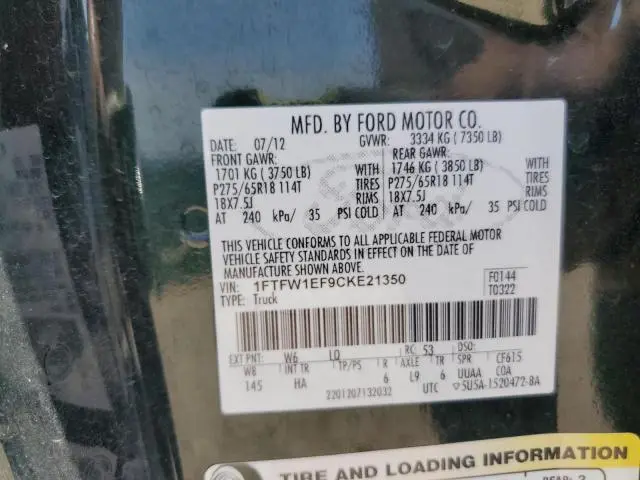 MFD. BY FORD MOTOR CO.
DATE: 07/12 GVWR: 3334 KG ( 7350 LB)
FRONT GAWR: REAR GAWR:
1701 KG ( 3750 LB) WITH 1746 KG ( 3850 LB) WITH
P275/65R18 114T TIRES P275/65R18 114T TIRES
18X7.5J RIMS 18X7.5J RIMS
AT 240 kPa/ 35 PSI COLD AT 240 kPa/ 35 PSI COLD
THIS VEHICLE CONFORMS TO ALL APPLICABLE FEDERAL MOTOR
VEHICLE SAFETY STANDARDS IN EFFECT ON THE DATE OF
MANUFACTURE SHOWN ABOVE.
VIN: 1FTFW1EF9CKE21350 F0144
TYPE: Truck T0322
EXT PNT: W6 LQ RC: 53 DSO:
WB INT TR TP/PS R AXLE TR SPR CF615
145 HA 6 L9 6 UUAA COA
2201207132032 UTC 5U5A-1520472-BA
TIRE AND LOADING INFORMATION